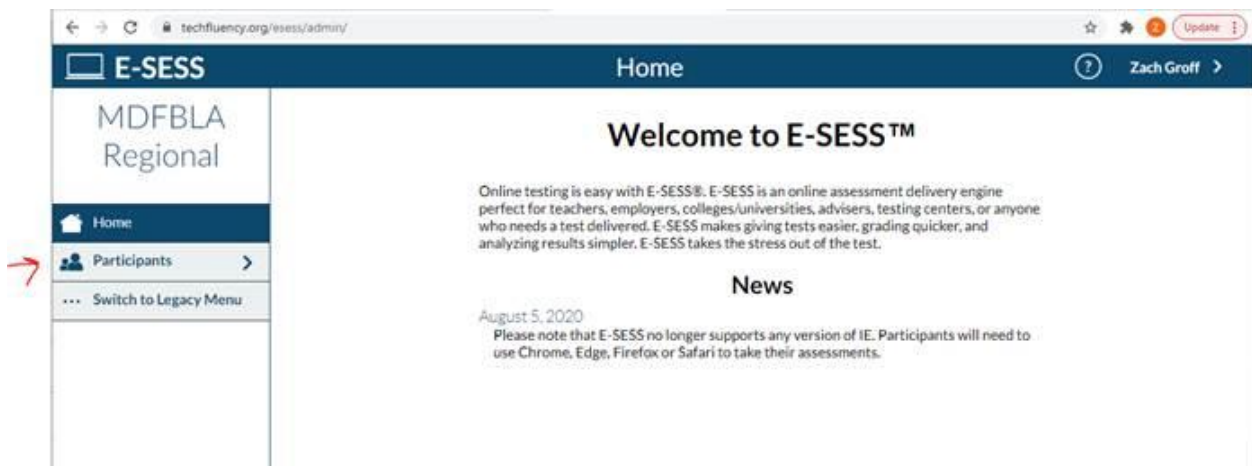 techfluency.org/esess/admin/
Z Update
E-SESS
Home
? Zach Groff
MDFBLA
Regional
Home
Participants
Switch to Legacy Menu
Welcome to E-SESS™
Online testing is easy with E-SESS®. E-SESS is an online assessment delivery engine
perfect for teachers, employers, colleges/universities, advisers, testing centers, or anyone
who needs a test delivered. E-SESS makes giving tests easier, grading quicker, and
analyzing results simpler. E-SESS takes the stress out of the test.
News
August 5, 2020
Please note that E-SESS no longer supports any version of IE. Participants will need to
use Chrome, Edge, Firefox or Safari to take their assessments.